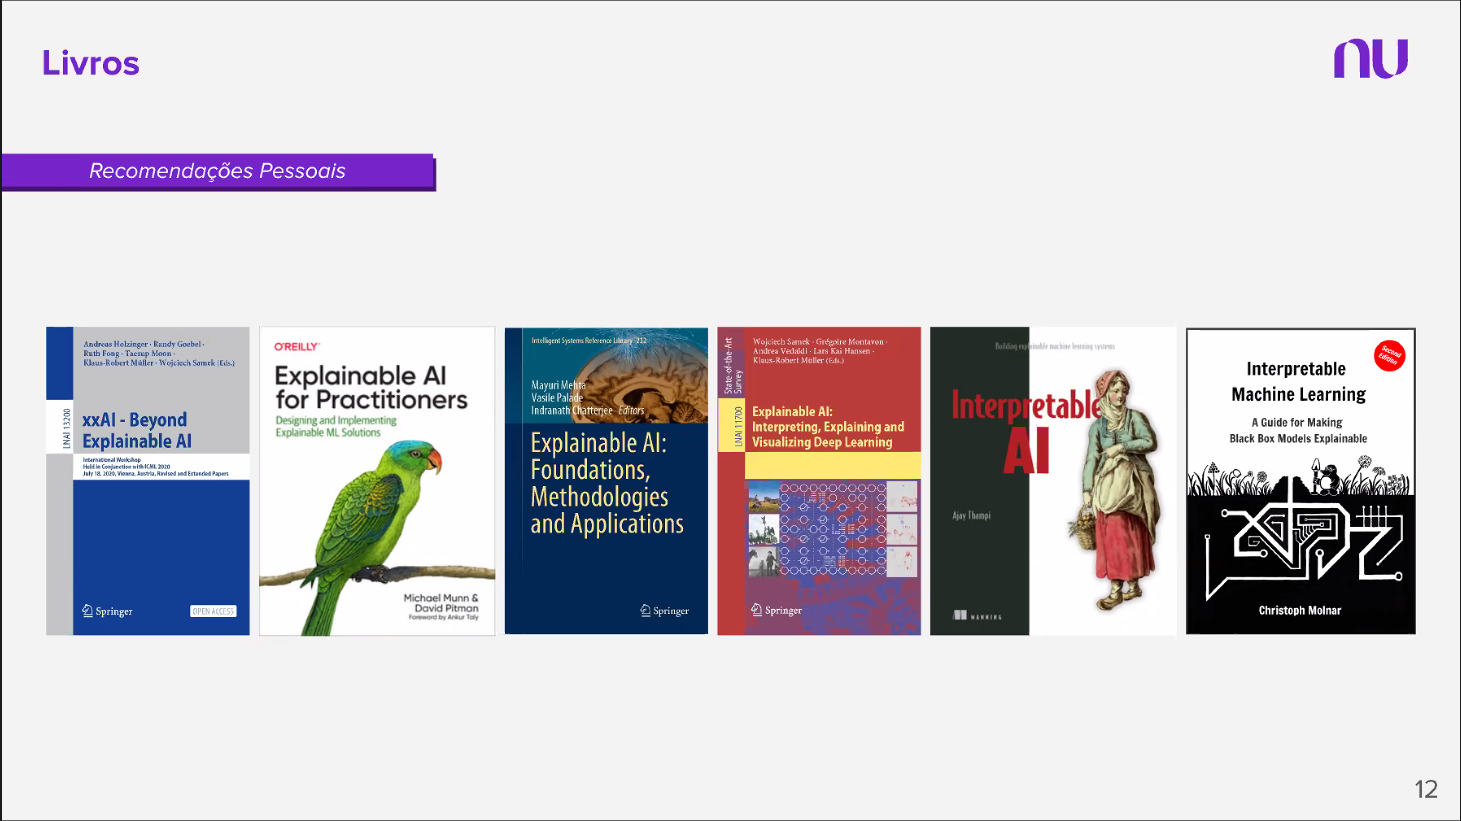 Livros
nu
Recomendações Pessoais
Andreas Holzinger · Randy Goebel ·
Ruth Fong · Taesup Moon ·
Klaus-Robert Müller · Wojciech Samek (Eds.)
LNAI 13200
xxAI - Beyond
Explainable AI
International Workshop
Held in Conjunction with ICML 2020
July 18, 2020, Vienna, Austria, Revised and Extended Papers
Springer
OPEN ACCESS
O'REILLY
Explainable AI
for Practitioners
Designing and Implementing
Explainable ML Solutions
Michael Munn &
David Pitman
Foreword by Ankur Taly
Intelligent Systems Reference Library 232
Mayuri Mehta
Vasile Palade
Indranath Chatterjee Editors
Explainable AI:
Foundations,
Methodologies
and Applications
Springer
State-of-the-Art
Survey
LNAI 11700
Wojciech Samek · Grégoire Montavon ·
Andrea Vedaldi · Lars Kai Hansen ·
Klaus-Robert Müller (Eds.)
Explainable AI:
Interpreting, Explaining and
Visualizing Deep Learning
Springer
Building explainable machine learning systems
Interpretable
AI
Ajay Thampi
MANNING
Second
Edition
Interpretable
Machine Learning
A Guide for Making
Black Box Models Explainable
Christoph Molnar
12